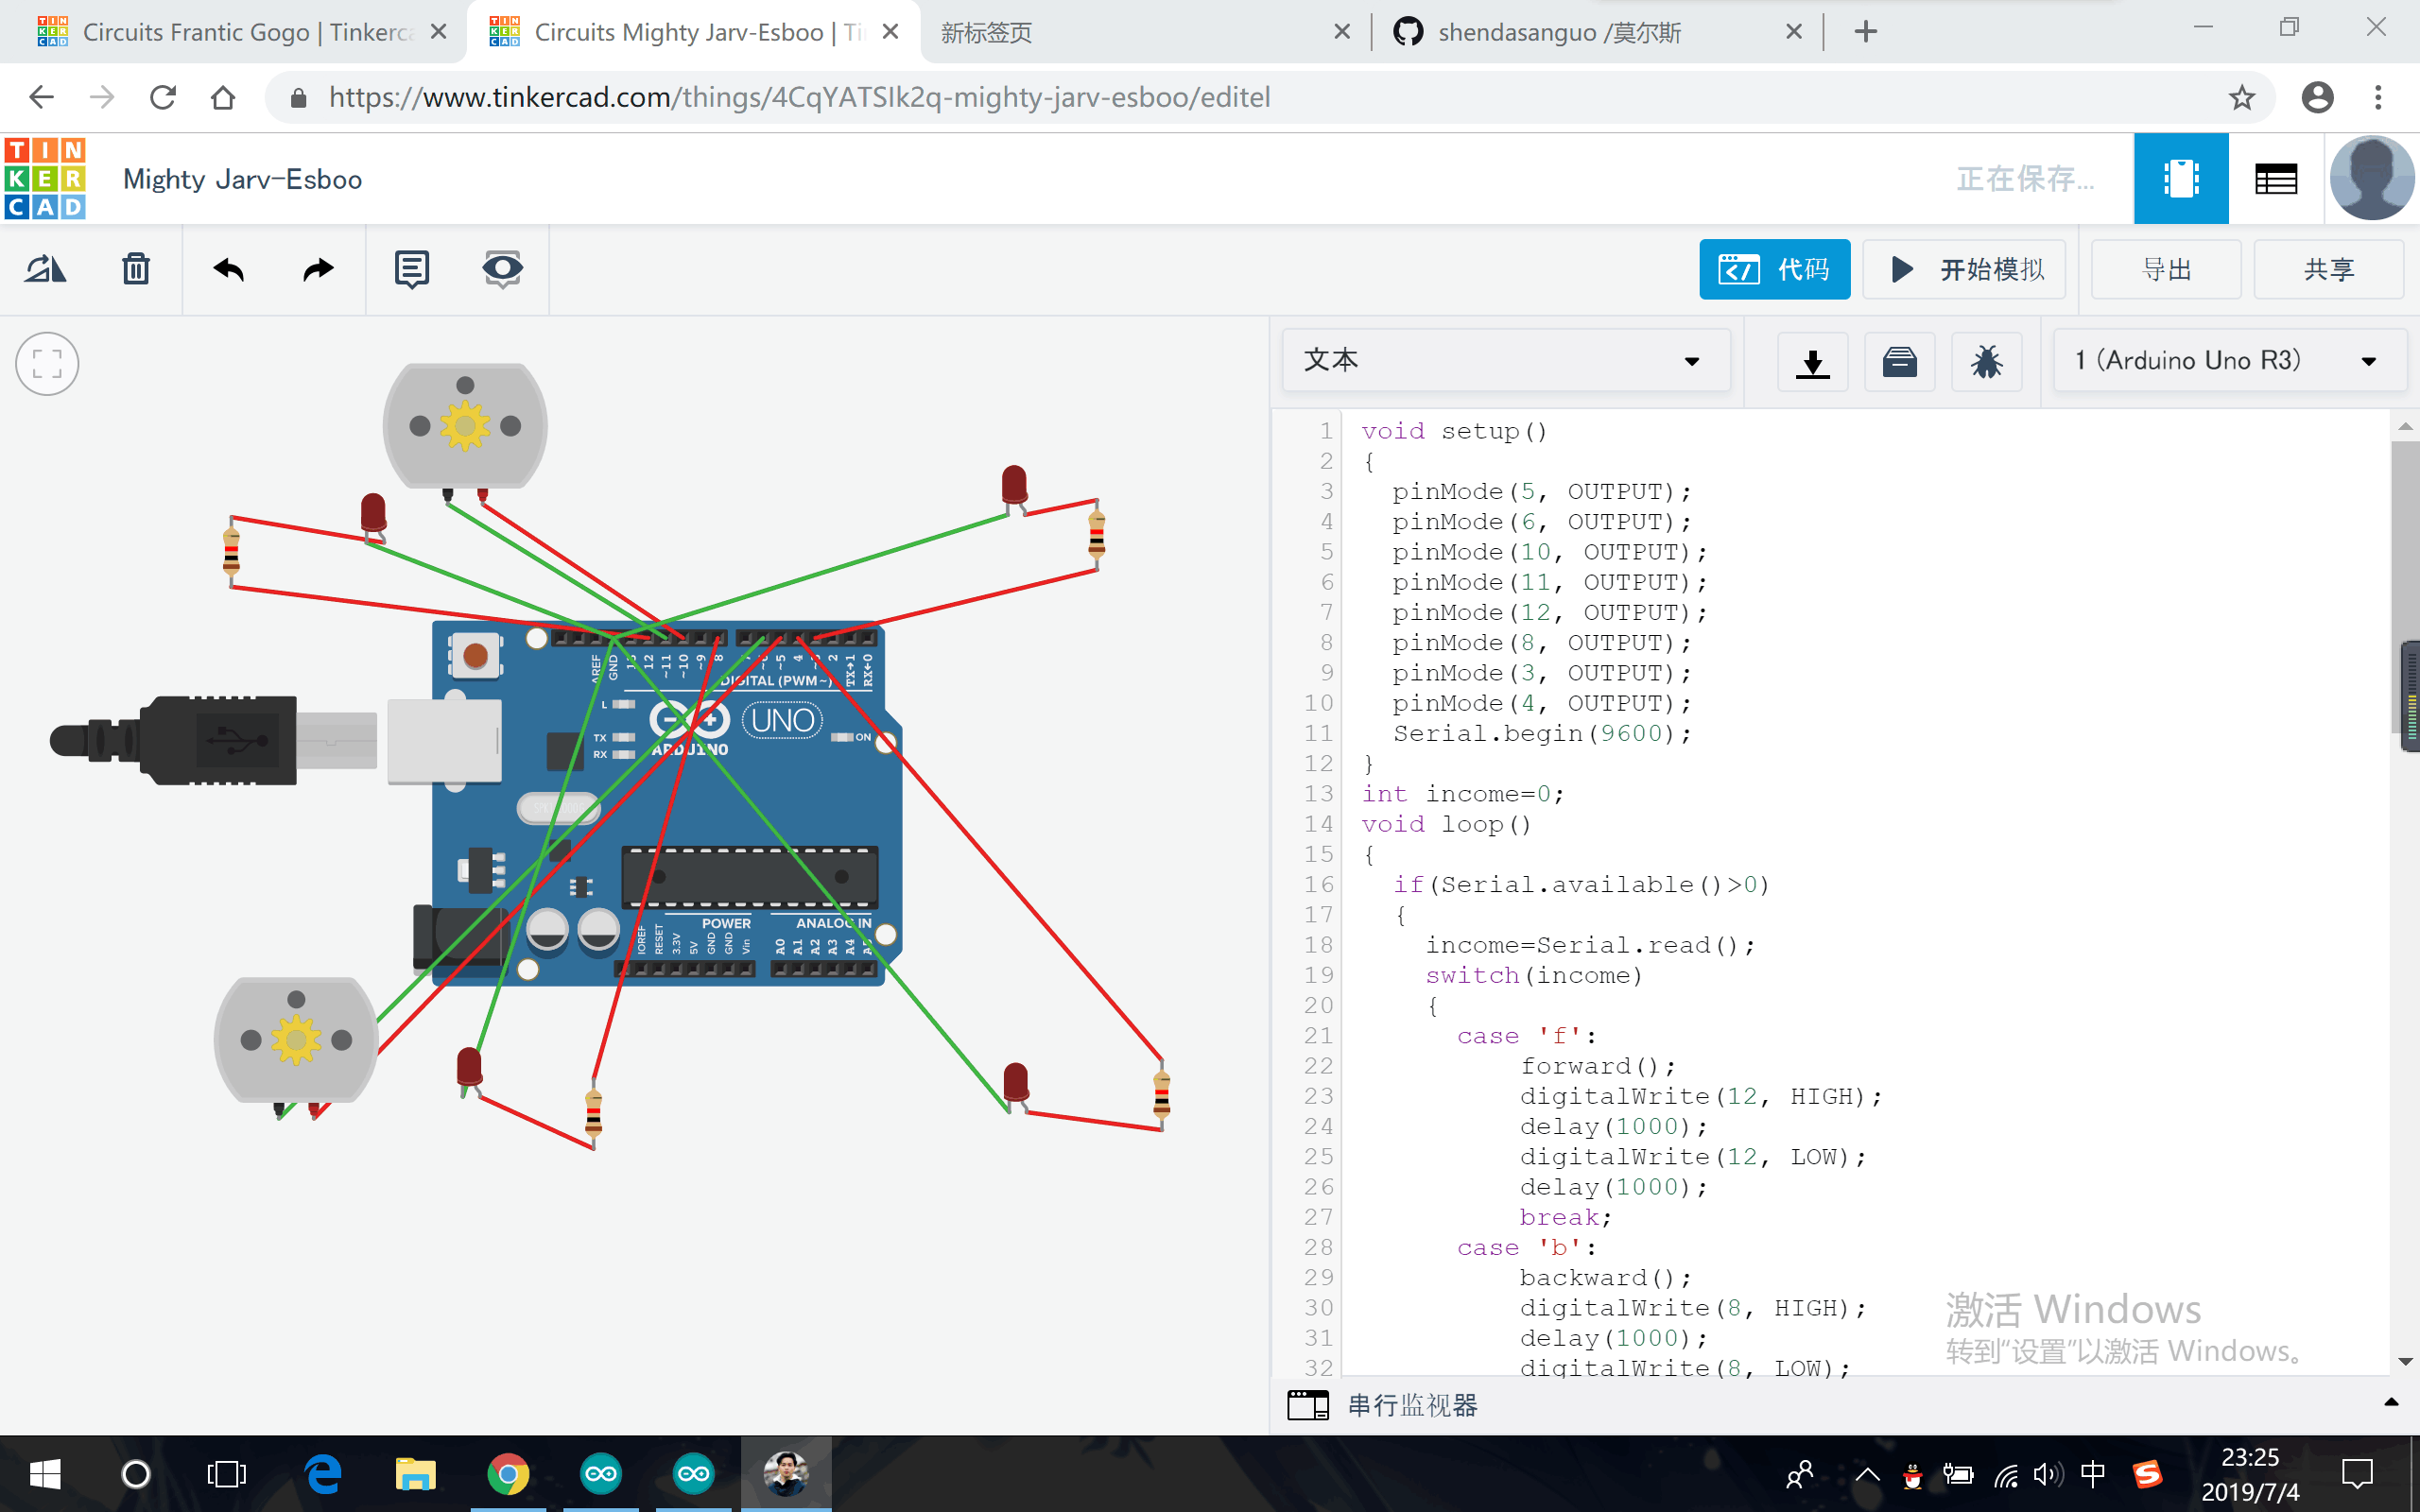 Circuits Frantic Gogo | Tinkerca
Circuits Mighty Jarv-Esboo | Ti
新标签页
shendasanguo /莫尔斯
https://www.tinkercad.com/things/4CqYATSIk2q-mighty-jarv-esboo/editel
TIN
KER
CAD
Mighty Jarv-Esboo
正在保存...
代码
开始模拟
导出
共享
文本
1 (Arduino Uno R3)
AREF
GND
13
12
~11
~10
~9
8
7
~6
~5
4
~3
2
TX→1
RX←0
DIGITAL (PWM~)
L
TX
RX
UNO
ON
ARDUINO
POWER
ANALOG IN
IOREF
RESET
3.3V
5V
GND
GND
Vin
A0
A1
A2
A3
A4
1 void setup()
2 {
3 pinMode(5, OUTPUT);
4 pinMode(6, OUTPUT);
5 pinMode(10, OUTPUT);
6 pinMode(11, OUTPUT);
7 pinMode(12, OUTPUT);
8 pinMode(8, OUTPUT);
9 pinMode(3, OUTPUT);
10 pinMode(4, OUTPUT);
11 Serial.begin(9600);
12 }
13 int income=0;
14 void loop()
15 {
16 if(Serial.available()>0)
17 {
18 income=Serial.read();
19 switch(income)
20 {
21 case 'f':
22 forward();
23 digitalWrite(12, HIGH);
24 delay(1000);
25 digitalWrite(12, LOW);
26 delay(1000);
27 break;
28 case 'b':
29 backward();
30 digitalWrite(8, HIGH);
31 delay(1000);
32 digitalWrite(8, LOW);
激活 Windows
转到“设置”以激活 Windows。
串行监视器
中
23:25
2019/7/4